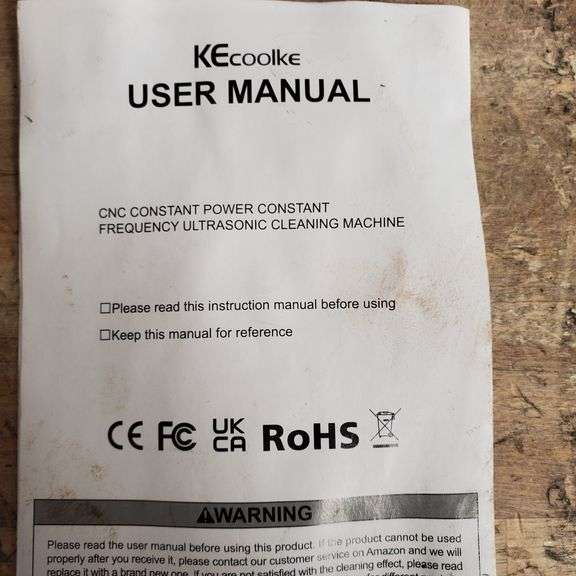 KEcoolke
USER MANUAL
CNC CONSTANT POWER CONSTANT
FREQUENCY ULTRASONIC CLEANING MACHINE
☐Please read this instruction manual before using
☐Keep this manual for reference
CE FC UK CA RoHS
⚠WARNING
Please read the user manual before using this product. If the product cannot be used
properly after you receive it, please contact our customer service on Amazon and we will
replace it with a brand new one. If you are not satisfied with the cleaning effect, please read